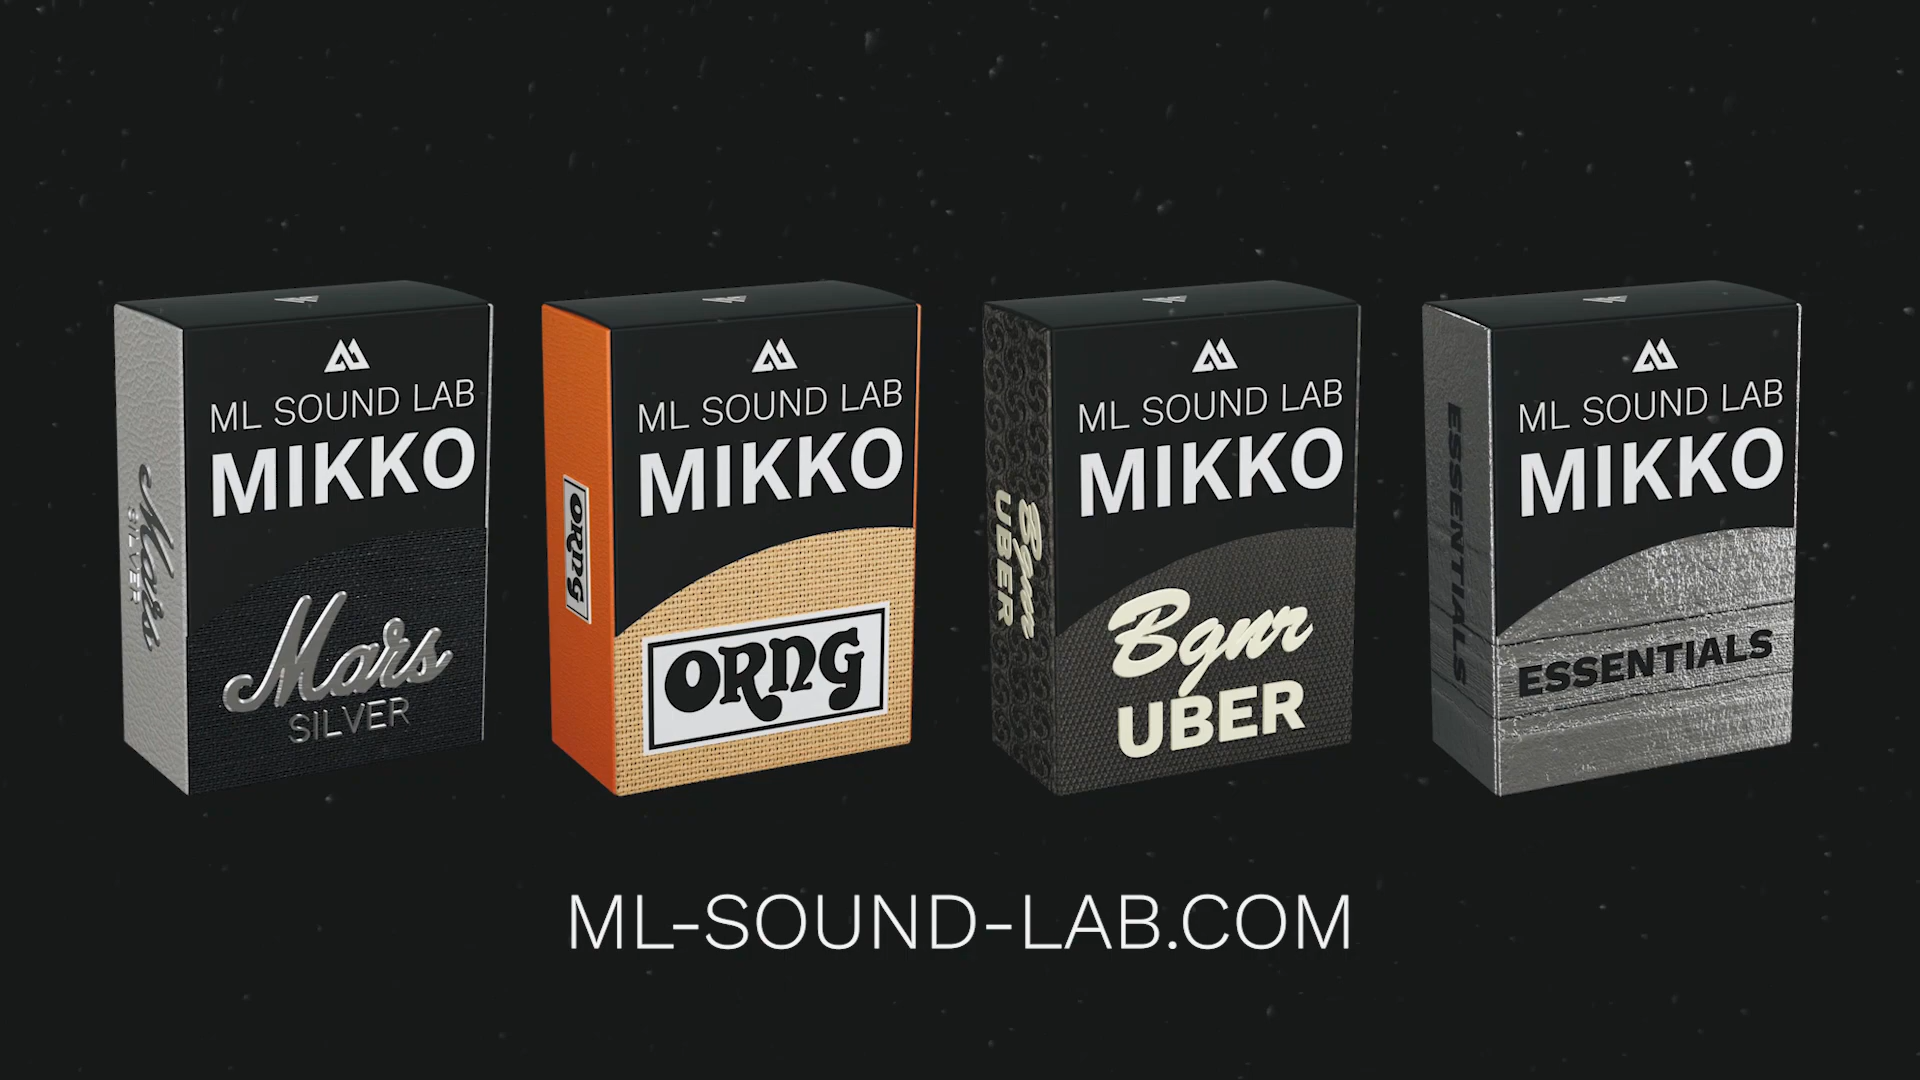 ML SOUND LAB
MIKKO
Mars
SILVER
Mars
SILVER
ML SOUND LAB
MIKKO
ORNG
ORNG
ML SOUND LAB
MIKKO
Bgnr
UBER
Bgnr
UBER
ML SOUND LAB
MIKKO
ESSENTIALS
ESSENTIALS
ML-SOUND-LAB.COM